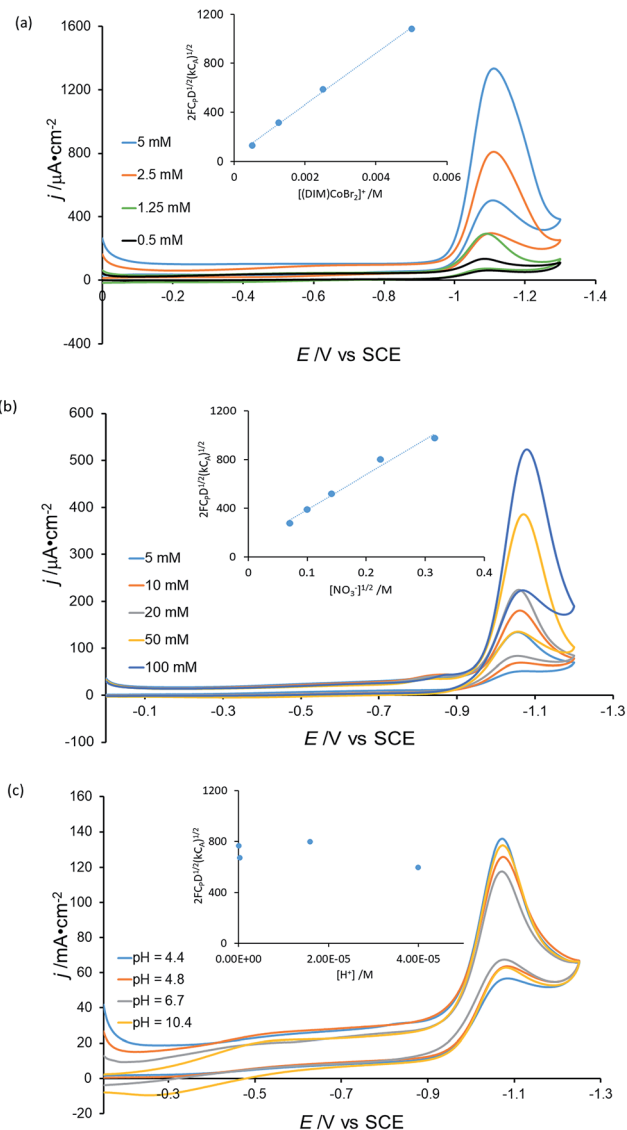 (a)
1600
1200
800
400
0
-400
j /µA•cm-2
5 mM
2.5 mM
1.25 mM
0.5 mM
0 -0.2 -0.4 -0.6 -0.8 -1 -1.2 -1.4
E /V vs SCE
1200
800
400
0
2FCPD1/2(kCA)1/2
0 0.002 0.004 0.006
[(DIM)CoBr2]+ /M
(b)
600
500
400
300
200
100
0
-100
j /µA•cm-2
5 mM
10 mM
20 mM
50 mM
100 mM
-0.1 -0.3 -0.5 -0.7 -0.9 -1.1 -1.3
E /V vs SCE
1200
800
400
0
2FCPD1/2(kCA)1/2
0 0.1 0.2 0.3 0.4
[NO3-]1/2 /M
(c)
160
140
120
100
80
60
40
20
0
-20
j /mA•cm-2
pH = 4.4
pH = 4.8
pH = 6.7
pH = 10.4
-0.3 -0.5 -0.7 -0.9 -1.1 -1.3
E /V vs SCE
1200
800
400
0
2FCPD1/2(kCA)1/2
0.00E+00 2.00E-05 4.00E-05
[H+] /M